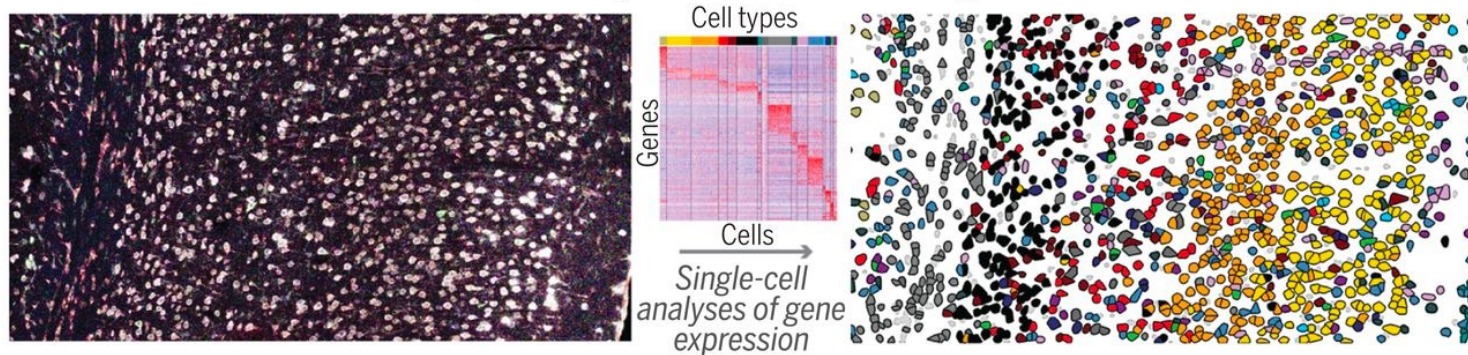 Cell types
Genes
Cells
Single-cell
analyses of gene
expression